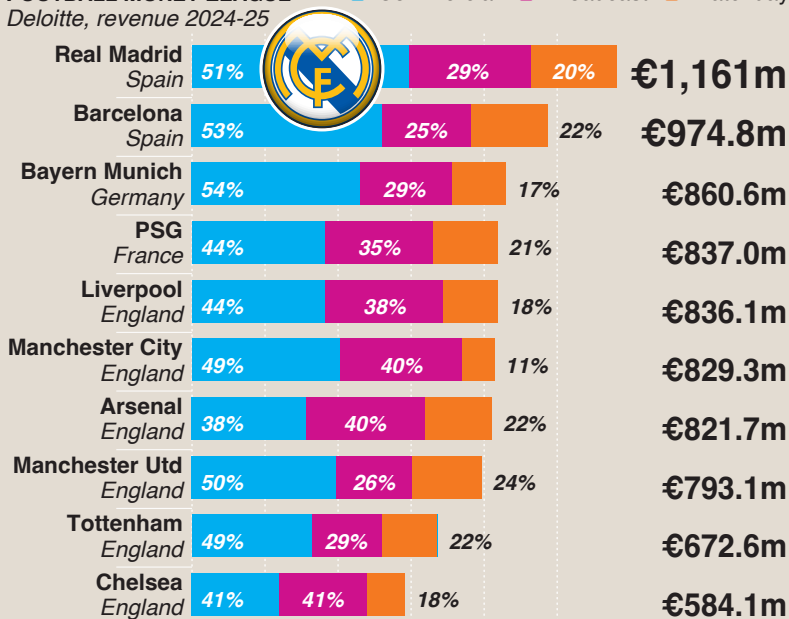 Deloitte, revenue 2024-25
Real Madrid
Spain
51% 29% 20% €1,161m
Barcelona
Spain
53% 25% 22% €974.8m
Bayern Munich
Germany
54% 29% 17% €860.6m
PSG
France
44% 35% 21% €837.0m
Liverpool
England
44% 38% 18% €836.1m
Manchester City
England
49% 40% 11% €829.3m
Arsenal
England
38% 40% 22% €821.7m
Manchester Utd
England
50% 26% 24% €793.1m
Tottenham
England
49% 29% 22% €672.6m
Chelsea
England
41% 41% 18% €584.1m